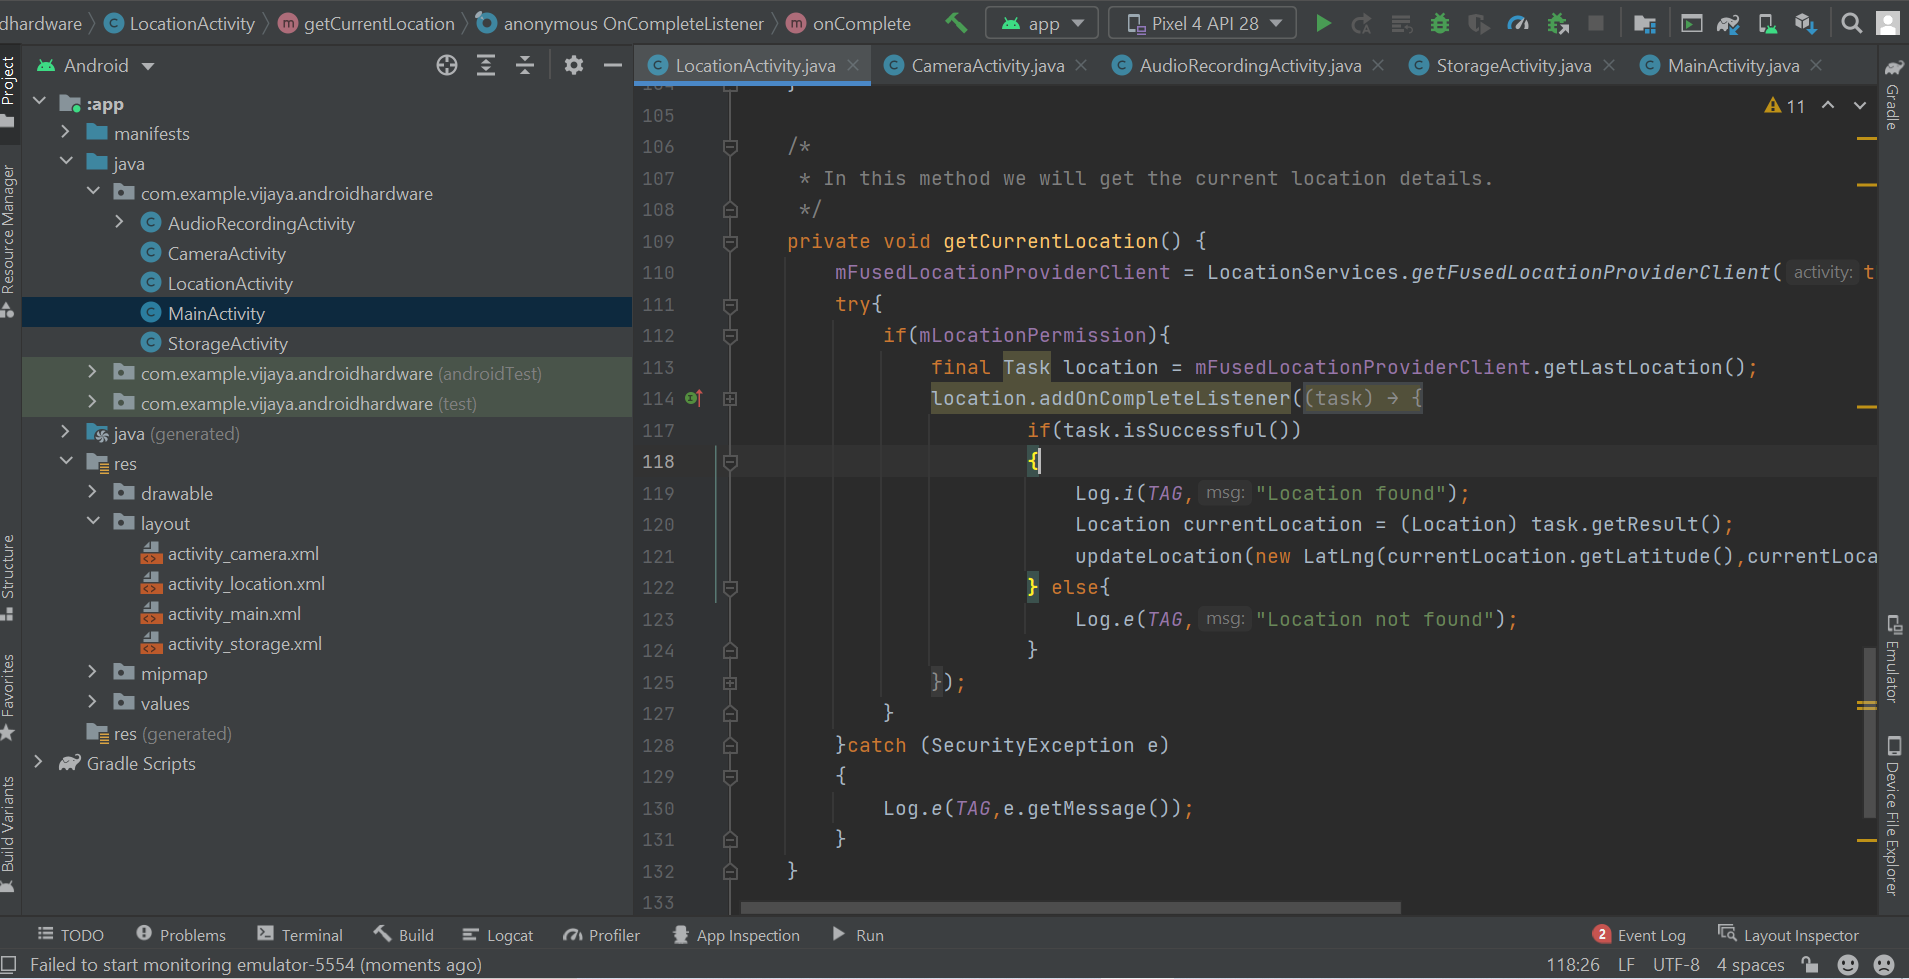 dhardware LocationActivity getCurrentLocation anonymous OnCompleteListener onComplete app Pixel 4 API 28
Project
Resource Manager
Structure
Favorites
Build Variants
Android
:app
manifests
java
com.example.vijaya.androidhardware
AudioRecordingActivity
CameraActivity
LocationActivity
MainActivity
StorageActivity
com.example.vijaya.androidhardware (androidTest)
com.example.vijaya.androidhardware (test)
java (generated)
res
drawable
layout
activity_camera.xml
activity_location.xml
activity_main.xml
activity_storage.xml
mipmap
values
res (generated)
Gradle Scripts
LocationActivity.java CameraActivity.java AudioRecordingActivity.java StorageActivity.java MainActivity.java
11
104 }
105
106 /*
107 * In this method we will get the current location details.
108 */
109 private void getCurrentLocation() {
110 mFusedLocationProviderClient = LocationServices.getFusedLocationProviderClient( activity: t
111 try{
112 if(mLocationPermission){
113 final Task location = mFusedLocationProviderClient.getLastLocation();
114 location.addOnCompleteListener((task) → {
117 if(task.isSuccessful())
118 {
119 Log.i(TAG, msg: "Location found");
120 Location currentLocation = (Location) task.getResult();
121 updateLocation(new LatLng(currentLocation.getLatitude(),currentLoca
122 } else{
123 Log.e(TAG, msg: "Location not found");
124 }
125 });
127 }
128 }catch (SecurityException e)
129 {
130 Log.e(TAG,e.getMessage());
131 }
132 }
133
Gradle
Emulator
Device File Explorer
TODO Problems Terminal Build Logcat Profiler App Inspection Run 2 Event Log Layout Inspector
Failed to start monitoring emulator-5554 (moments ago) 118:26 LF UTF-8 4 spaces